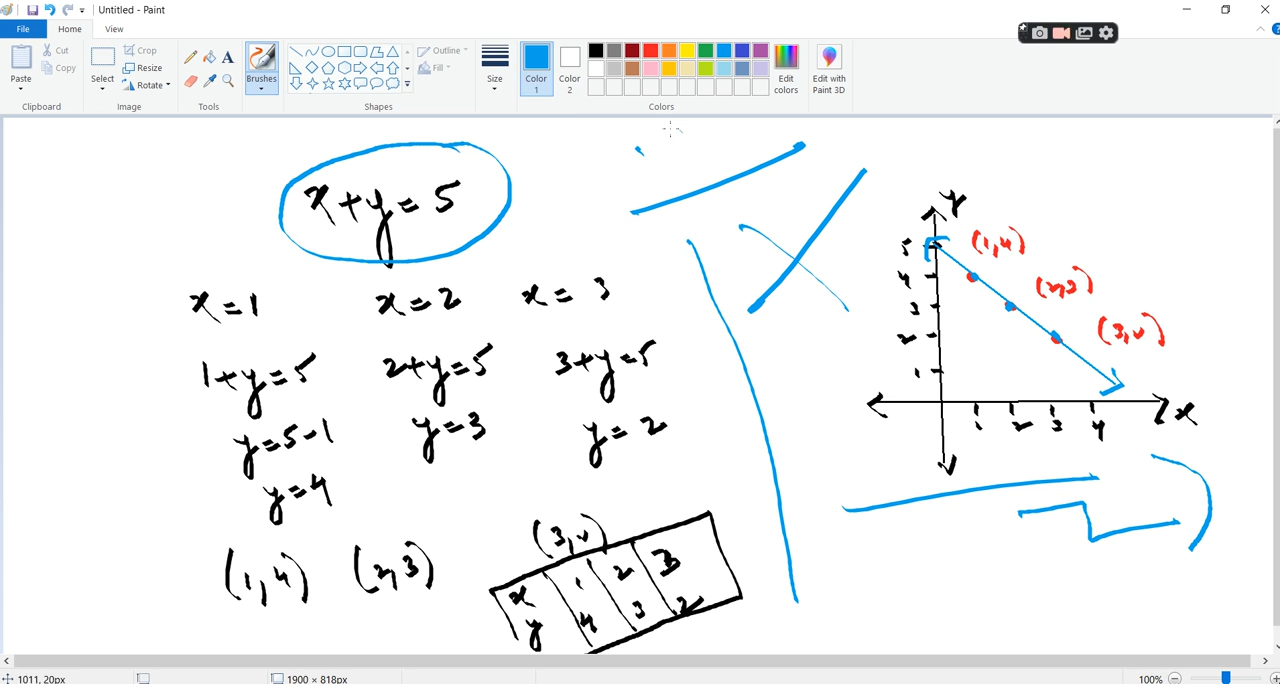 Untitled - Paint
File Home View
Paste
Cut
Copy
Clipboard
Select
Crop
Resize
Rotate
Image
A
Tools
Brushes
Outline
Fill
Shapes
Size
Color 1
Color 2
Edit colors
Colors
Edit with Paint 3D
x+y=5
x=1 x=2 x=3
1+y=5 2+y=5 3+y=5
y=5-1 y=3 y=2
y=4
(1,4) (2,3) (3,2)
x 1 2 3
y 4 3 2
y
5 (1,4)
4 (2,3)
3
2 (3,2)
1
x
1 2 3 4
1011, 20px
1900 × 818px
100%